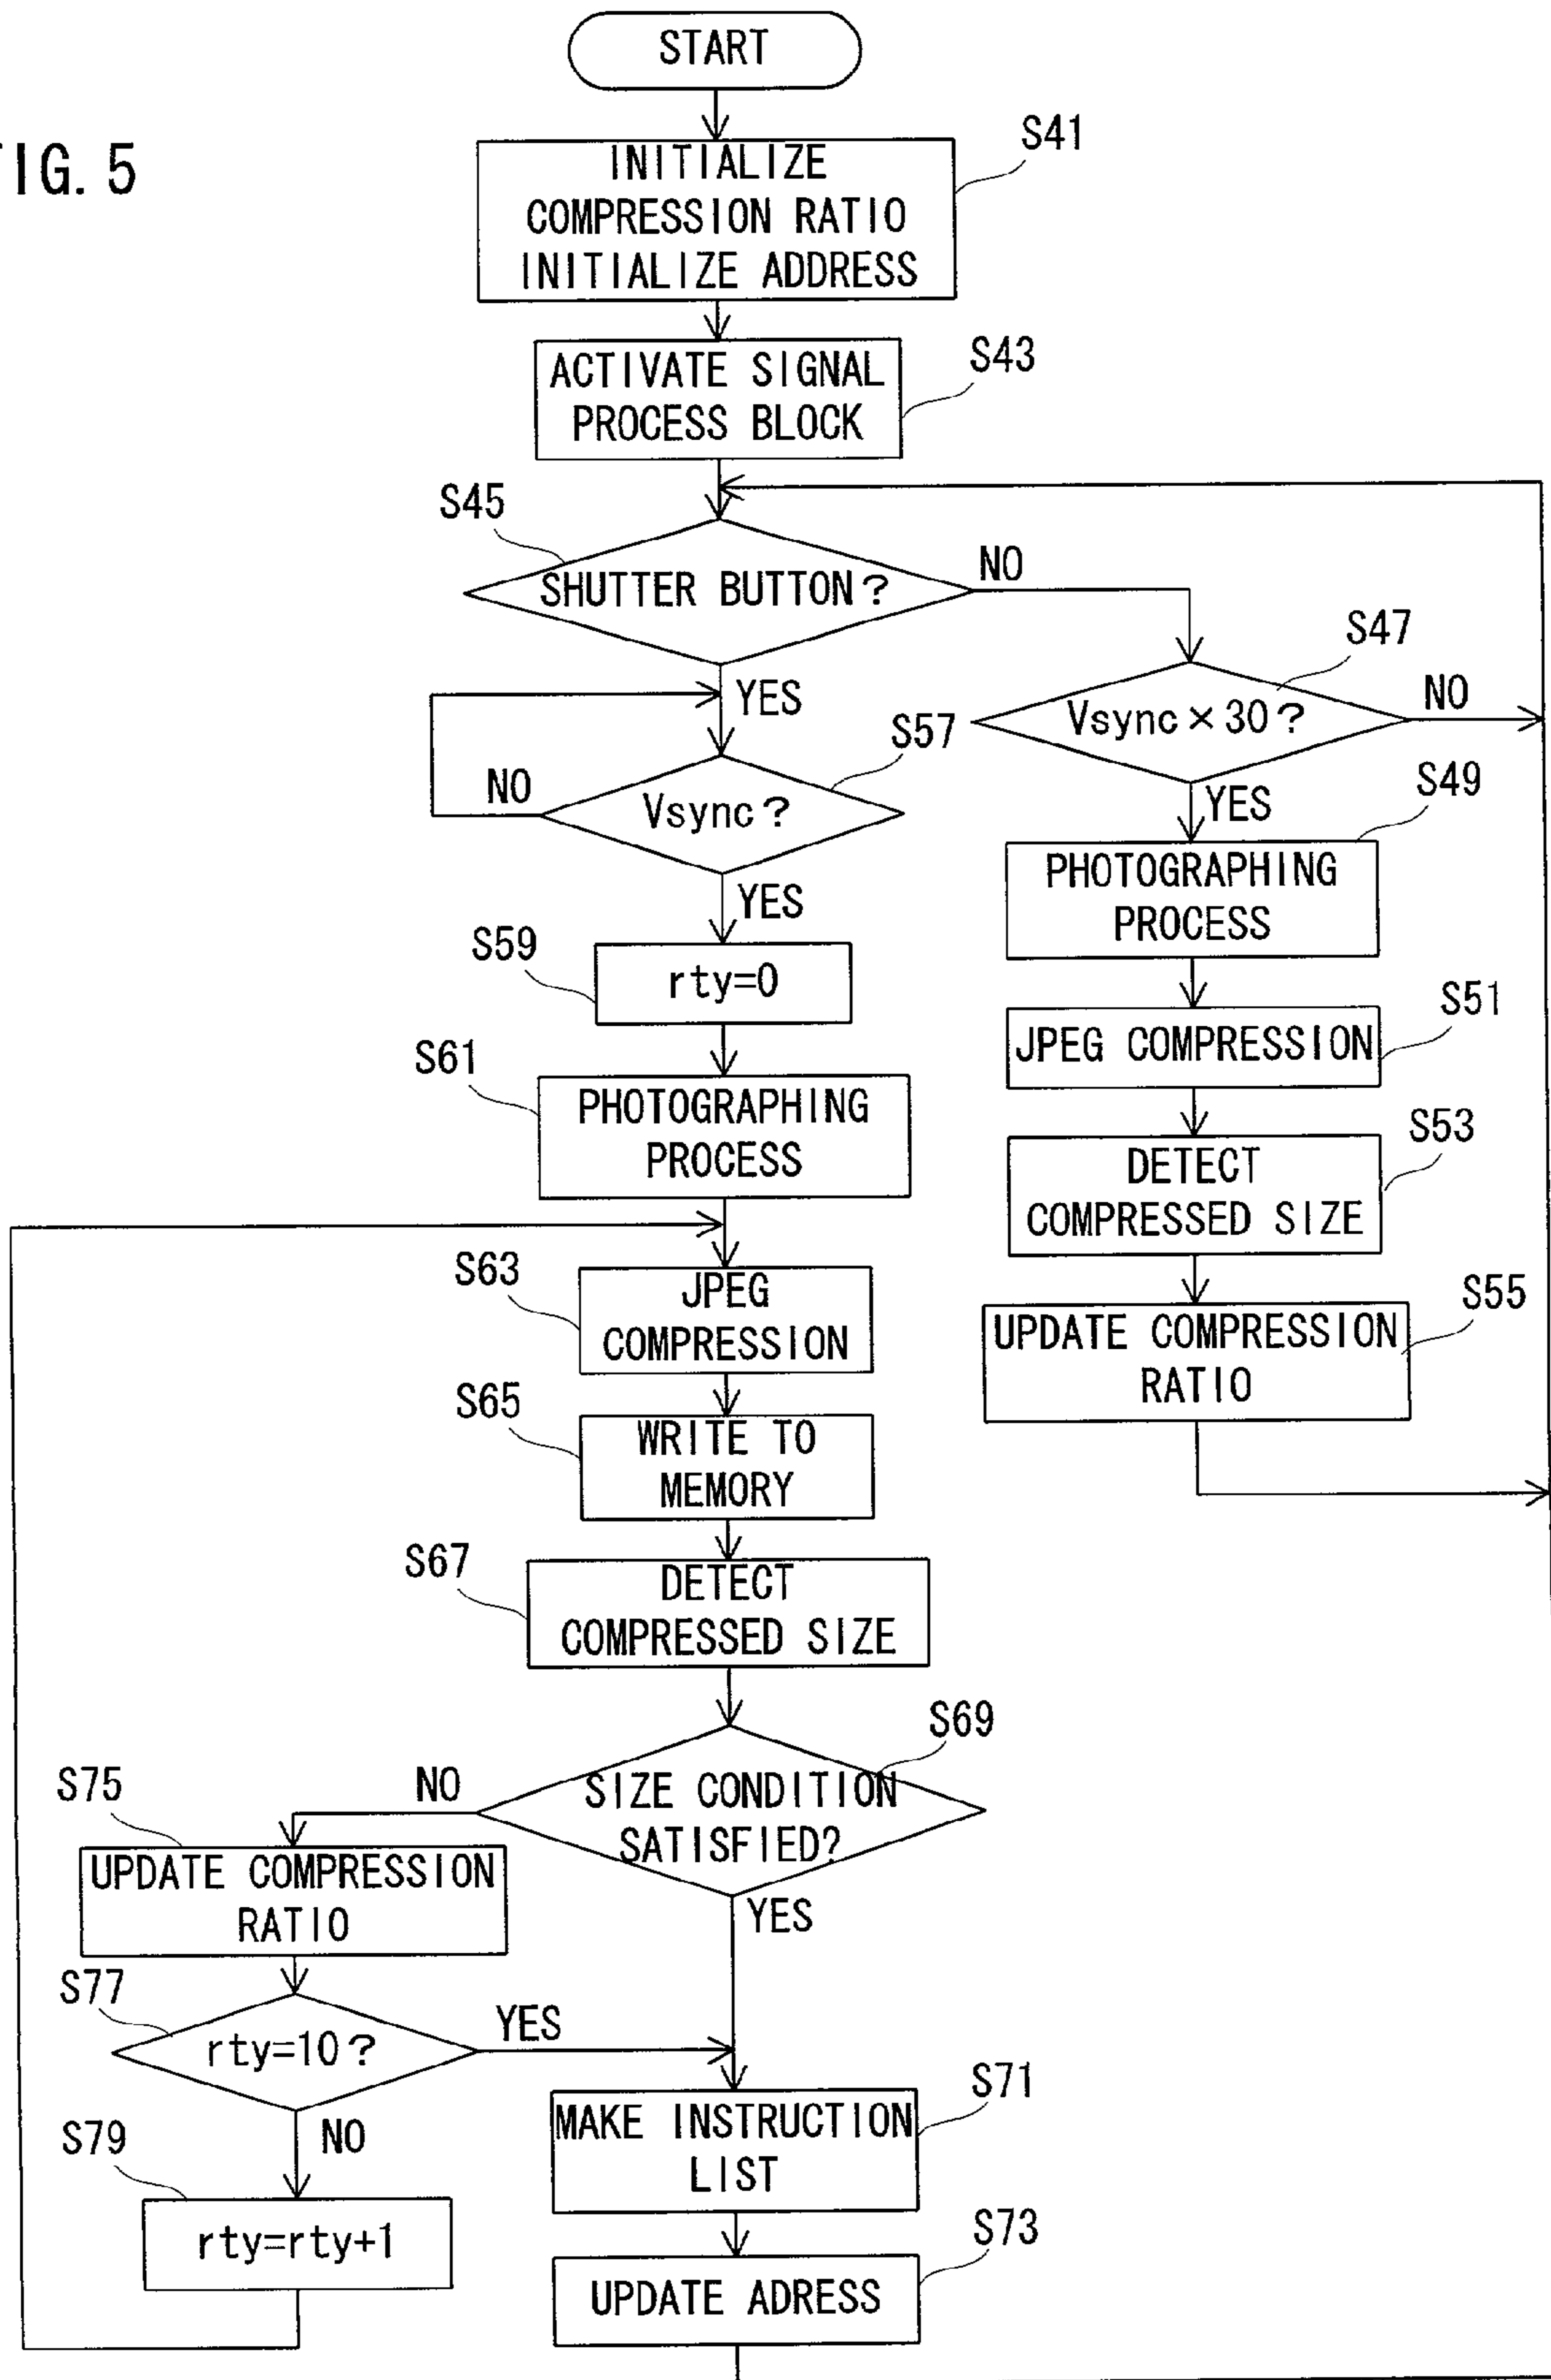 START
FIG. 5
S41
INITIALIZE
COMPRESSION RATIO
INITIALIZE ADDRESS
S43
ACTIVATE SIGNAL
PROCESS BLOCK
S45
SHUTTER BUTTON?
NO
YES
S47
Vsync×30?
NO
YES
S57
Vsync?
NO
YES
S49
PHOTOGRAPHING
PROCESS
S59
rty=0
S51
JPEG COMPRESSION
S61
PHOTOGRAPHING
PROCESS
S53
DETECT
COMPRESSED SIZE
S63
JPEG
COMPRESSION
S55
UPDATE COMPRESSION
RATIO
S65
WRITE TO
MEMORY
S67
DETECT
COMPRESSED SIZE
S69
SIZE CONDITION
SATISFIED?
NO
YES
S75
UPDATE COMPRESSION
RATIO
S77
rty=10?
YES
NO
S71
MAKE INSTRUCTION
LIST
S79
rty=rty+1
S73
UPDATE ADRESS